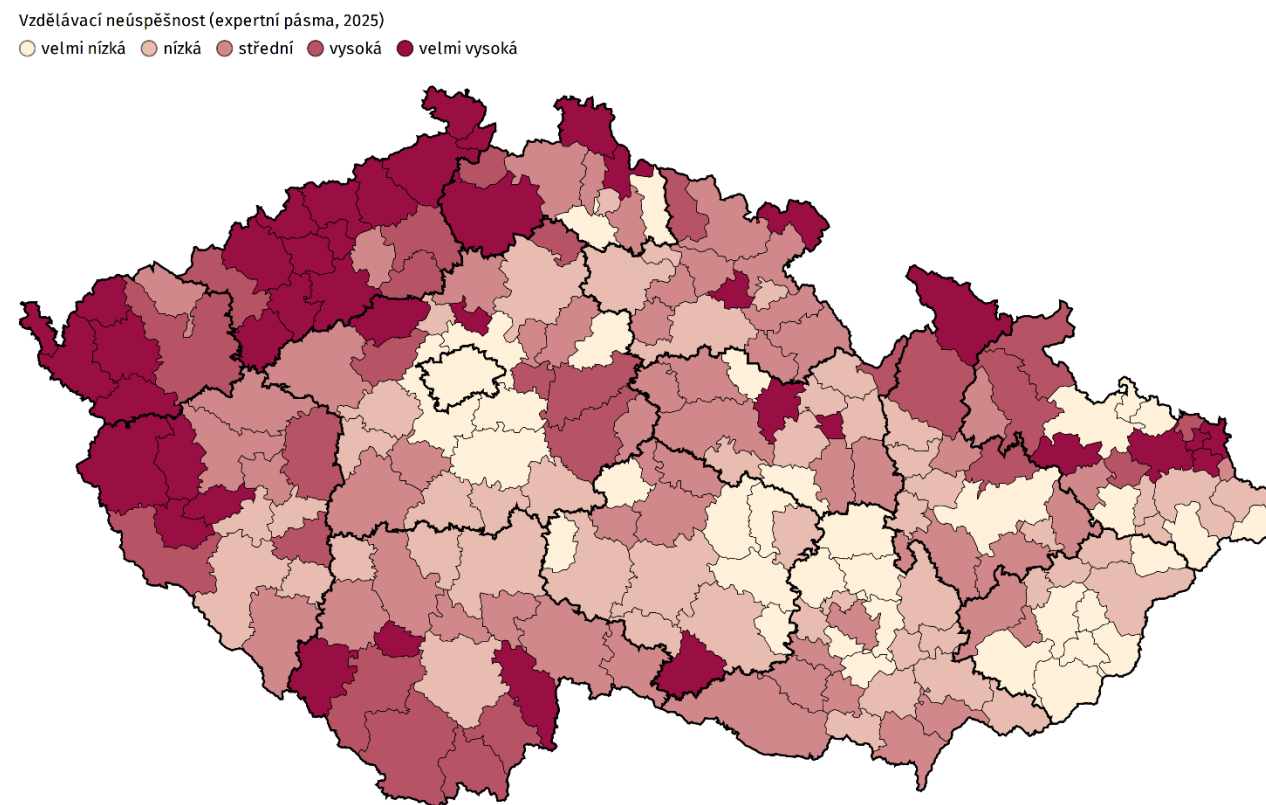 Vzdělávací neúspěšnost (expertní pásma, 2025)
velmi nízká nízká střední vysoká velmi vysoká